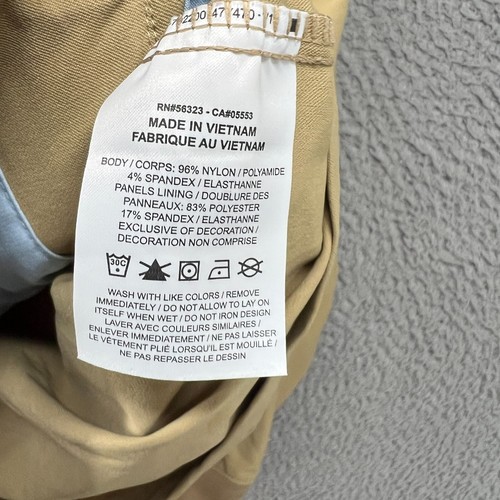 RN#56323 - CA#05553
MADE IN VIETNAM
FABRIQUE AU VIETNAM
BODY / CORPS: 96% NYLON / POLYAMIDE
4% SPANDEX / ELASTHANNE
PANELS LINING / DOUBLURE DES
PANNEAUX: 83% POLYESTER
17% SPANDEX / ELASTHANNE
EXCLUSIVE OF DECORATION /
DECORATION NON COMPRISE
30C
WASH WITH LIKE COLORS / REMOVE
IMMEDIATELY / DO NOT ALLOW TO LAY ON
ITSELF WHEN WET / DO NOT IRON DESIGN
LAVER AVEC COULEURS SIMILAIRES /
ENLEVER IMMEDIATEMENT / NE PAS LAISSER
LE VÊTEMENT PLIÉ LORSQU'IL EST MOUILLÉ /
NE PAS REPASSER LE DESSIN